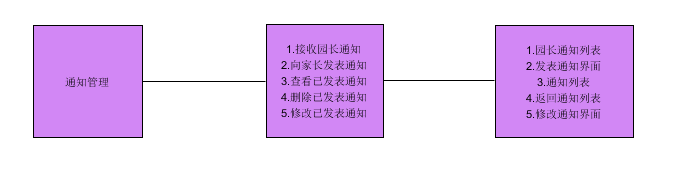 通知管理
1.接收园长通知
2.向家长发表通知
3.查看已发表通知
4.删除已发表通知
5.修改已发表通知
1.园长通知列表
2.发表通知界面
3.通知列表
4.返回通知列表
5.修改通知界面